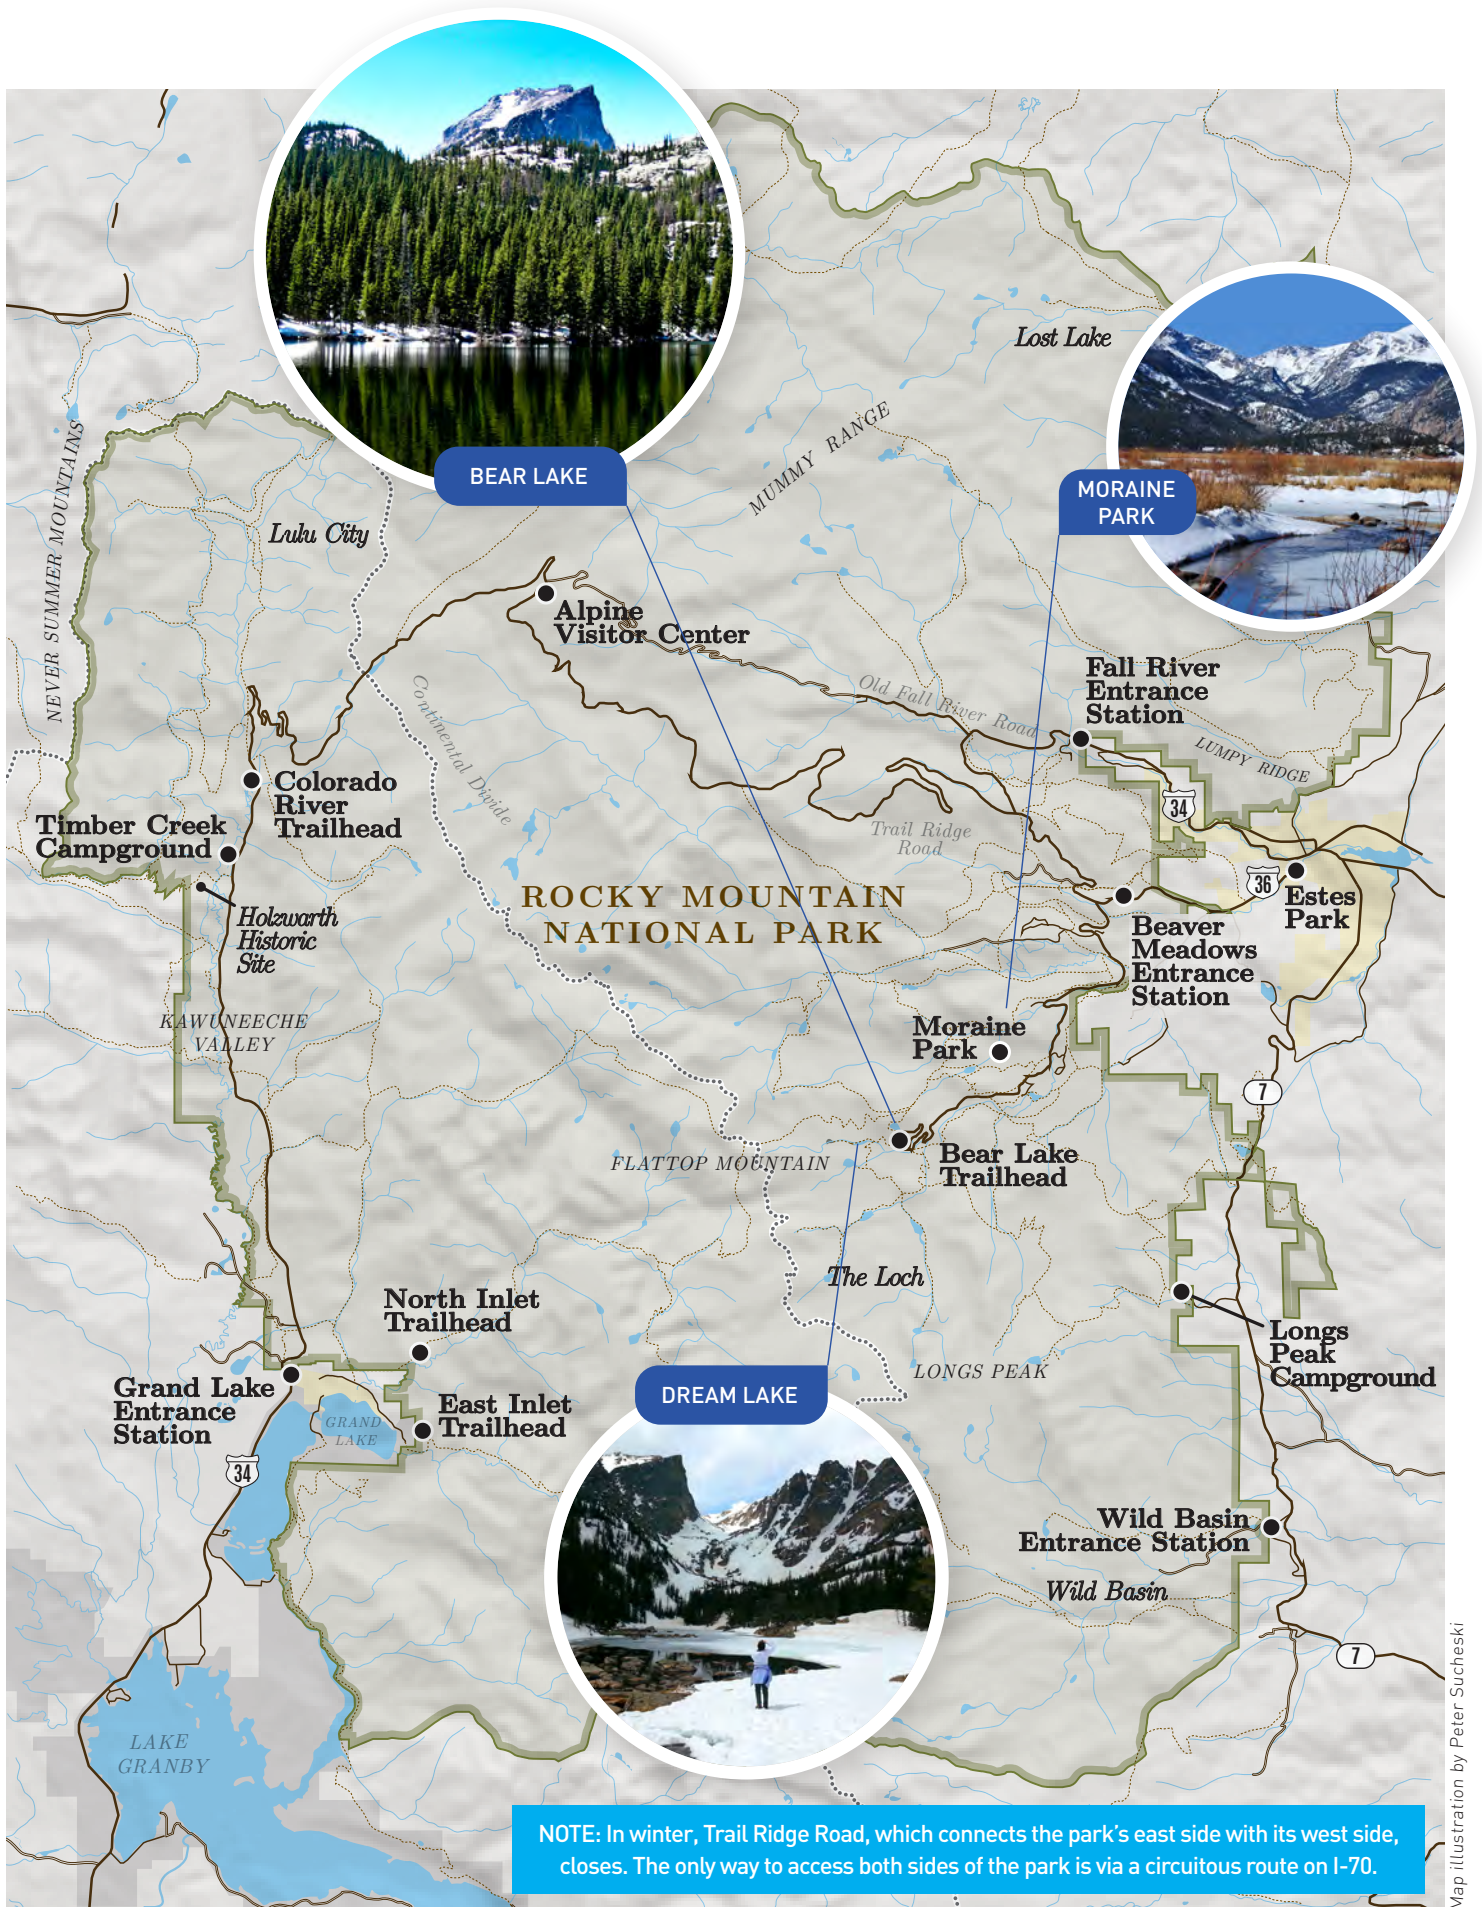 BEAR LAKE
Lost Lake
MUMMY RANGE
MORAINE
PARK
NEVER SUMMER MOUNTAINS
Lulu City
Alpine
Visitor Center
Continental Divide
Old Fall River Road
Fall River
Entrance
Station
LUMPY RIDGE
34
Colorado
River
Trailhead
Timber Creek
Campground
Trail Ridge
Road
36
Estes
Park
ROCKY MOUNTAIN
NATIONAL PARK
Holzwarth
Historic
Site
Beaver
Meadows
Entrance
Station
KAWUNEECHE
VALLEY
Moraine
Park
7
FLATTOP MOUNTAIN
Bear Lake
Trailhead
The Loch
North Inlet
Trailhead
Longs
Peak
Campground
LONGS PEAK
Grand Lake
Entrance
Station
DREAM LAKE
East Inlet
Trailhead
GRAND
LAKE
34
Wild Basin
Entrance Station
Wild Basin
7
LAKE
GRANBY
NOTE: In winter, Trail Ridge Road, which connects the park's east side with its west side,
closes. The only way to access both sides of the park is via a circuitous route on I-70.
Map illustration by Peter Sucheski